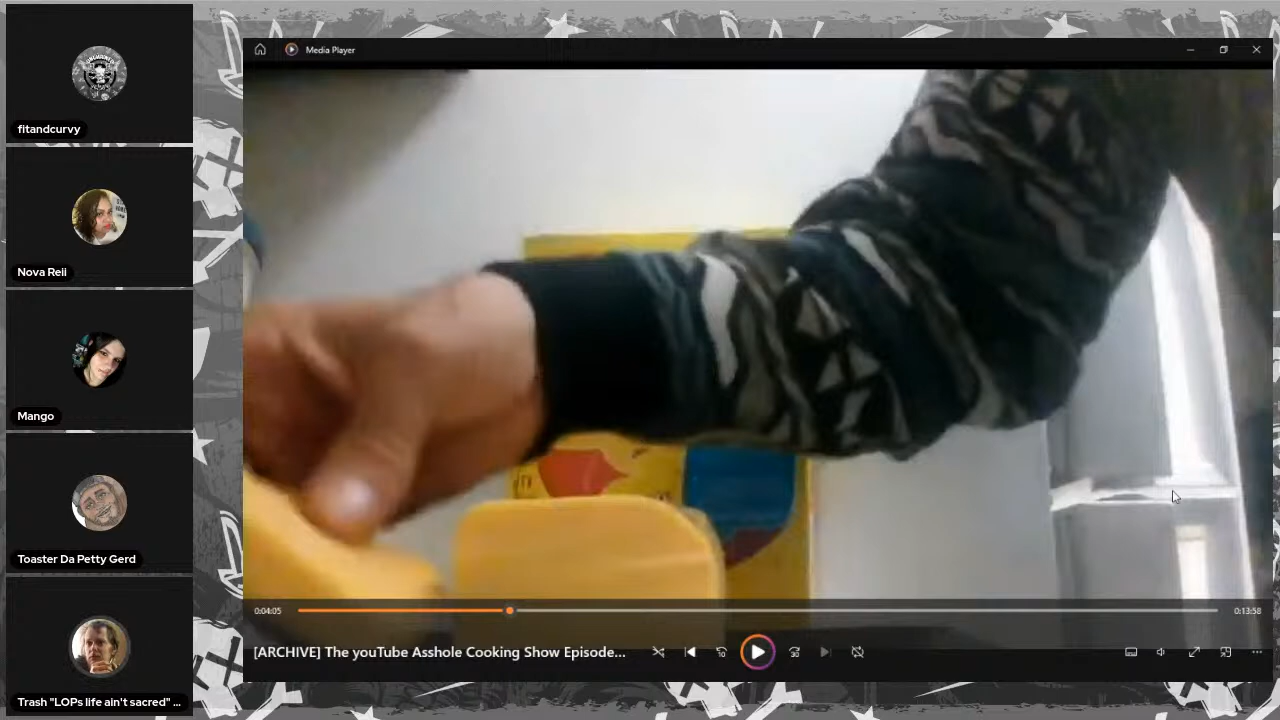 fitandcurvy
Nova Reii
Mango
Toaster Da Petty Gerd
Trash "LOPs life ain't sacred" ...
Media Player
0:04:05
0:13:58
[ARCHIVE] The youTube Asshole Cooking Show Episode...